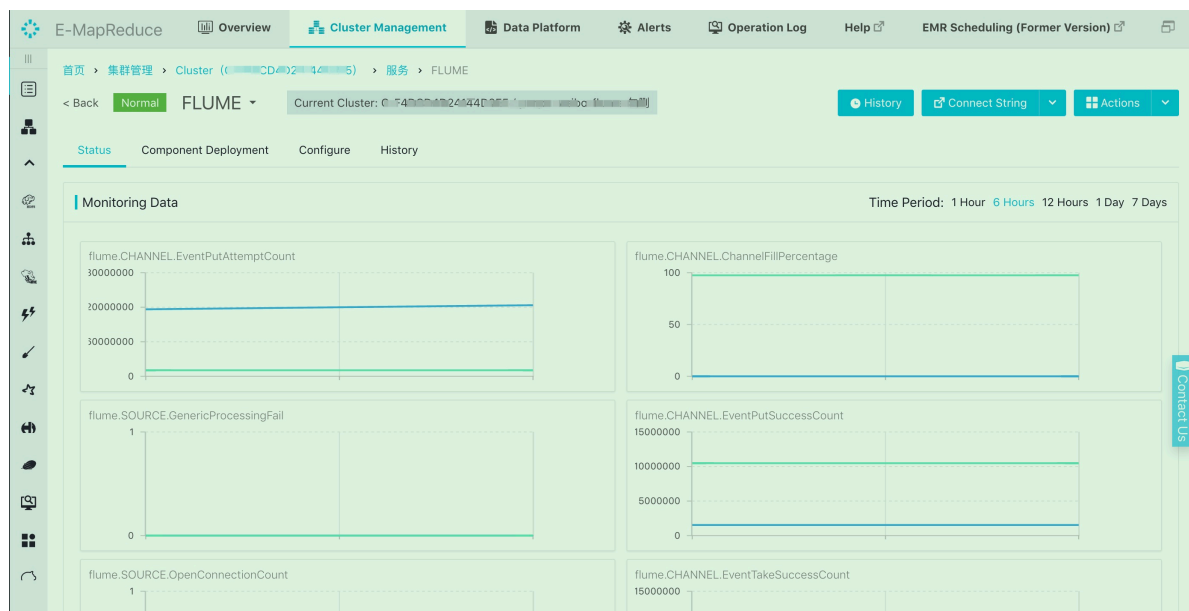 E-MapReduce Overview Cluster Management Data Platform Alerts Operation Log Help EMR Scheduling (Former Version)
首页 > 集群管理 > Cluster ( > 服务 > FLUME
< Back Normal FLUME Current Cluster: History Connect String Actions
Status Component Deployment Configure History
Monitoring Data Time Period: 1 Hour 6 Hours 12 Hours 1 Day 7 Days
flume.CHANNEL.EventPutAttemptCount
0
flume.CHANNEL.ChannelFillPercentage
100
50
0
Contact Us
flume.SOURCE.GenericProcessingFail
1
0
flume.CHANNEL.EventPutSuccessCount
15000000
10000000
5000000
0
flume.SOURCE.OpenConnectionCount
1
flume.CHANNEL.EventTakeSuccessCount
15000000